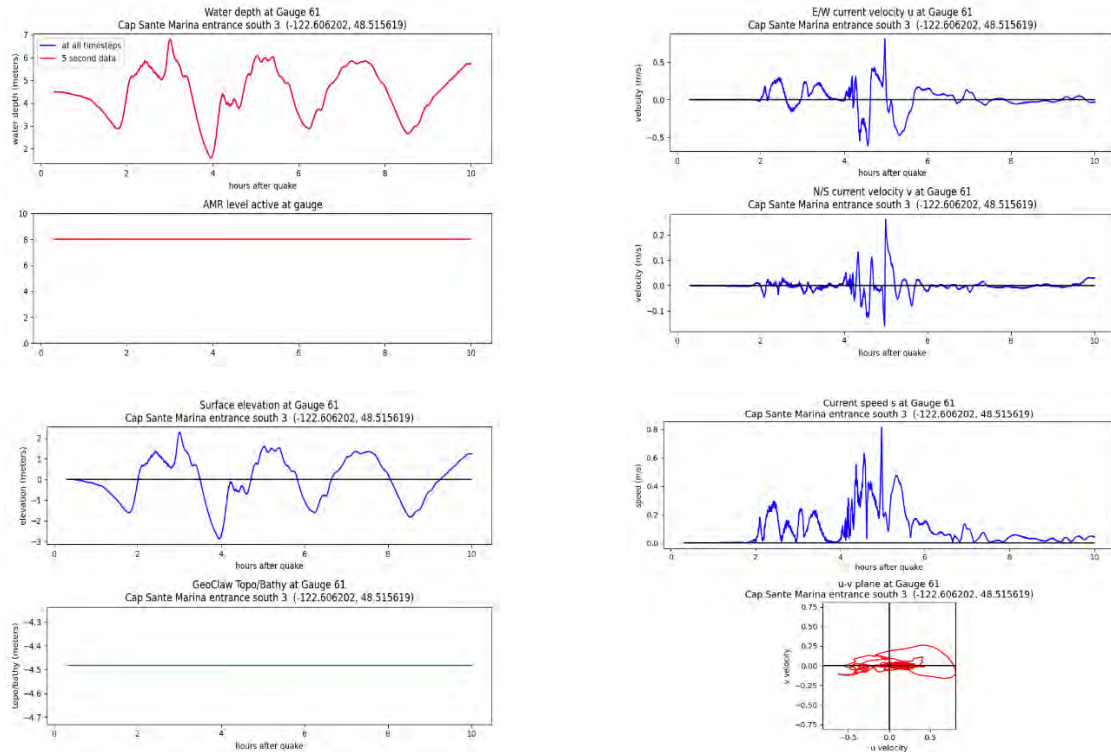 Water depth at Gauge 61
Cap Sante Marina entrance south 3 (-122.606202, 48.515619)
at all timesteps
5 second data
water depth (meters)
7
6
5
4
3
2
0 2 4 6 8 10
hours after quake
AMR level active at gauge
10
8
6
4
2
0
0 2 4 6 8 10
Surface elevation at Gauge 61
Cap Sante Marina entrance south 3 (-122.606202, 48.515619)
elevation (meters)
2
1
0
−1
−2
−3
0 2 4 6 8 10
hours after quake
GeoClaw Topo/Bathy at Gauge 61
Cap Sante Marina entrance south 3 (-122.606202, 48.515619)
topo/bathy (meters)
−4.3
−4.4
−4.5
−4.6
−4.7
0 2 4 6 8 10
hours after quake
E/W current velocity u at Gauge 61
Cap Sante Marina entrance south 3 (-122.606202, 48.515619)
velocity (m/s)
0.5
0.0
−0.5
0 2 4 6 8 10
hours after quake
N/S current velocity v at Gauge 61
Cap Sante Marina entrance south 3 (-122.606202, 48.515619)
velocity (m/s)
0.2
0.1
0.0
−0.1
0 2 4 6 8 10
hours after quake
Current speed s at Gauge 61
Cap Sante Marina entrance south 3 (-122.606202, 48.515619)
speed (m/s)
0.8
0.6
0.4
0.2
0.0
0 2 4 6 8 10
hours after quake
u-v plane at Gauge 61
Cap Sante Marina entrance south 3 (-122.606202, 48.515619)
v velocity
0.75
0.50
0.25
0.00
−0.25
−0.50
−0.75
−0.5 0.0 0.5
u velocity